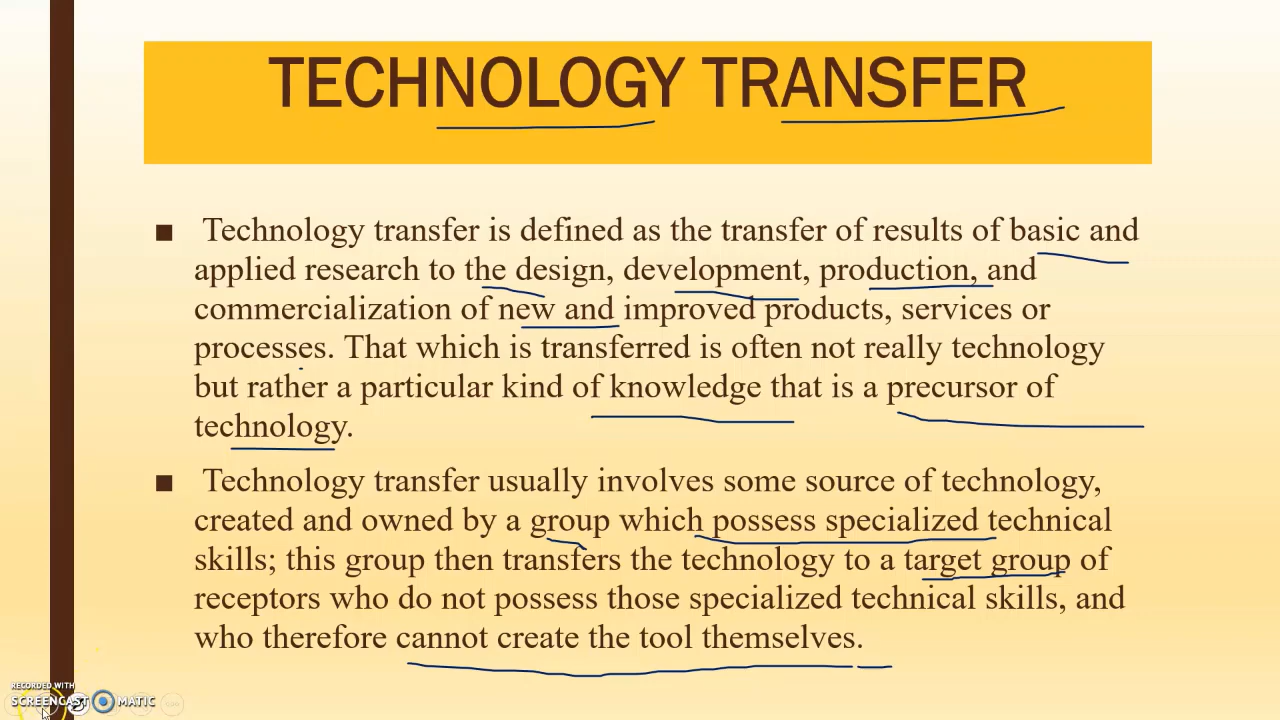 TECHNOLOGY TRANSFER
■ Technology transfer is defined as the transfer of results of basic and
applied research to the design, development, production, and
commercialization of new and improved products, services or
processes. That which is transferred is often not really technology
but rather a particular kind of knowledge that is a precursor of
technology.
■ Technology transfer usually involves some source of technology,
created and owned by a group which possess specialized technical
skills; this group then transfers the technology to a target group of
receptors who do not possess those specialized technical skills, and
who therefore cannot create the tool themselves.
RECORDED WITH
SCREENCAST MATIC